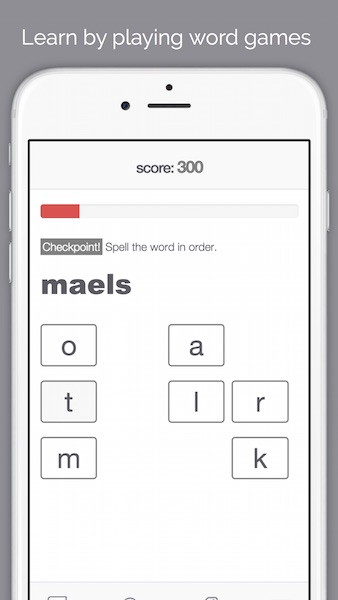 Learn by playing word games
score: 300
Checkpoint! Spell the word in order.
maels
o a
t l r
m k